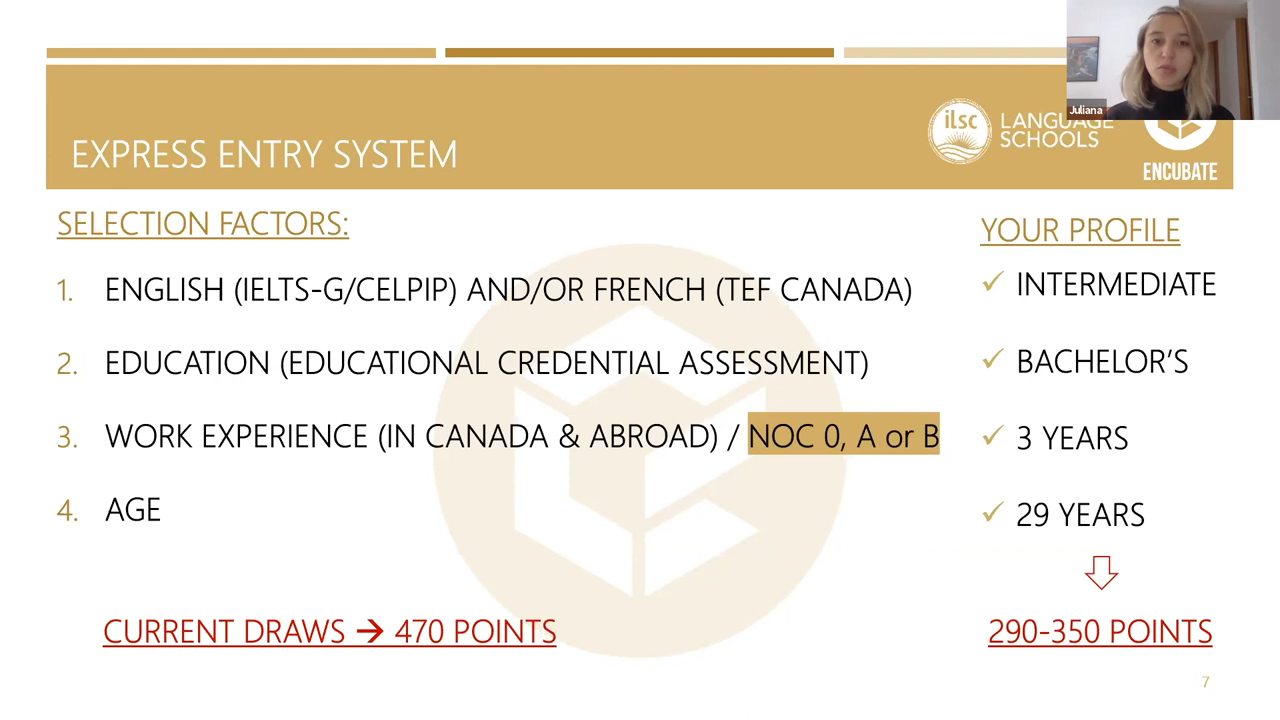 Juliana
ilsc
LANGUAGE
SCHOOLS
ENCUBATE
EXPRESS ENTRY SYSTEM
SELECTION FACTORS:
1. ENGLISH (IELTS-G/CELPIP) AND/OR FRENCH (TEF CANADA)
2. EDUCATION (EDUCATIONAL CREDENTIAL ASSESSMENT)
3. WORK EXPERIENCE (IN CANADA & ABROAD) / NOC 0, A or B
4. AGE
CURRENT DRAWS → 470 POINTS
YOUR PROFILE
✓ INTERMEDIATE
✓ BACHELOR’S
✓ 3 YEARS
✓ 29 YEARS
290-350 POINTS
7